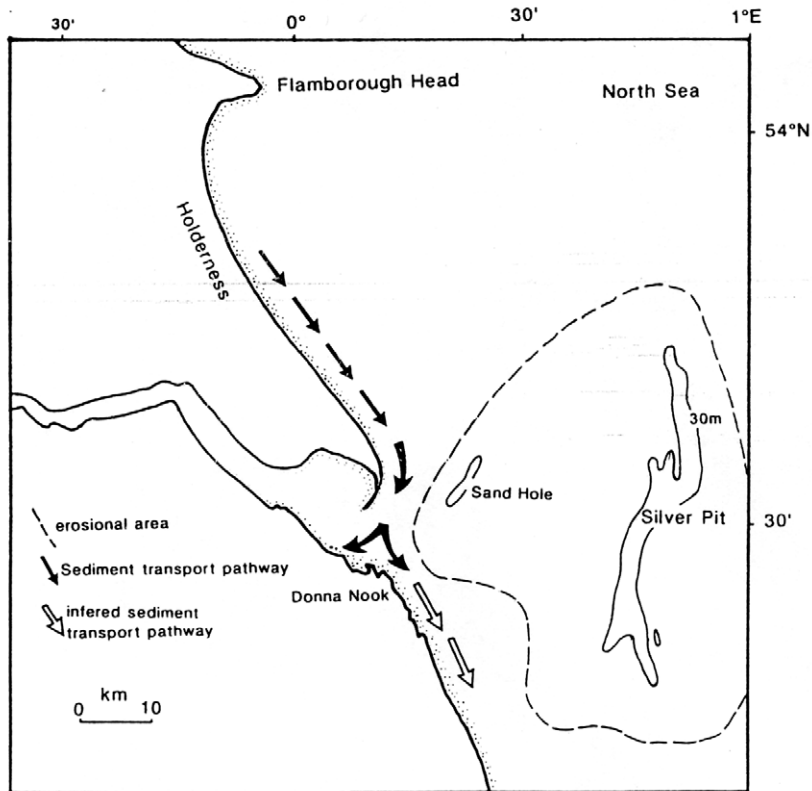 30'
0°
30'
1°E
Flamborough Head
North Sea
54°N
Holderness
30m
Sand Hole
Silver Pit
30'
erosional area
Sediment transport pathway
Donna Nook
infered sediment
transport pathway
km
0 10